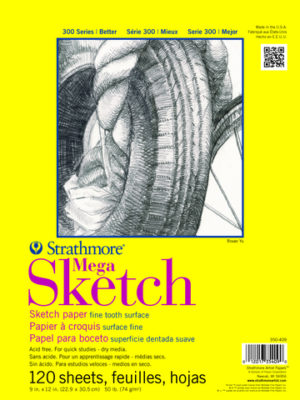 300 Series | Better
Série 300 | Mieux
Serie 300 | Mejor
Made in the U.S.A.
Fabriqué aux États-Unis
Hecho en E.E.U.U.
Strathmore®
Mega
Sketch
Sketch paper fine tooth surface
Papier à croquis surface fine
Papel para boceto superficie dentada suave
Acid free. For quick studies - dry media.
Sans acide. Pour un apprentissage rapide - médias secs.
Sin ácido. Para estudios veloces - medios en seco.
120 sheets, feuilles, hojas
9 in. x 12 in. (22.9 x 30.5 cm) 50 lb. (74 g/m²)
350-409
Strathmore Artist Papers™
www.strathmoreartist.com